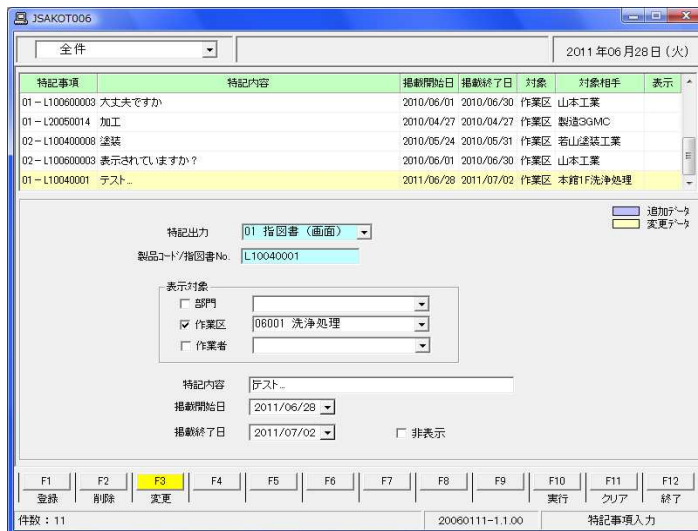 JSAKOT006
全件 2011年06月28日(火)
特記事項 特記内容 掲載開始日 掲載終了日 対象 対象相手 表示
01-L100600003 大丈夫ですか 2010/06/01 2010/06/30 作業区 山本工業
01-L20050014 加工 2010/04/27 2010/04/27 作業区 製造3GMC
02-L100400008 塗装 2010/05/24 2010/05/31 作業区 若山塗装工業
02-L100600003 表示されていますか? 2010/06/01 2010/06/30 作業区 山本工業
01-L10040001 テスト… 2011/06/28 2011/07/02 作業区 本館1F洗浄処理
追加データ
変更データ
特記出力 01 指図書(画面)
製品コード/指図書No. L10040001
表示対象
部門
作業区 06001 洗浄処理
作業者
特記内容 テスト…
掲載開始日 2011/06/28
掲載終了日 2011/07/02 非表示
F1 F2 F3 F4 F5 F6 F7 F8 F9 F10 F11 F12
登録 削除 変更 実行 クリア 終了
件数:11 20060111-1.1.00 特記事項入力